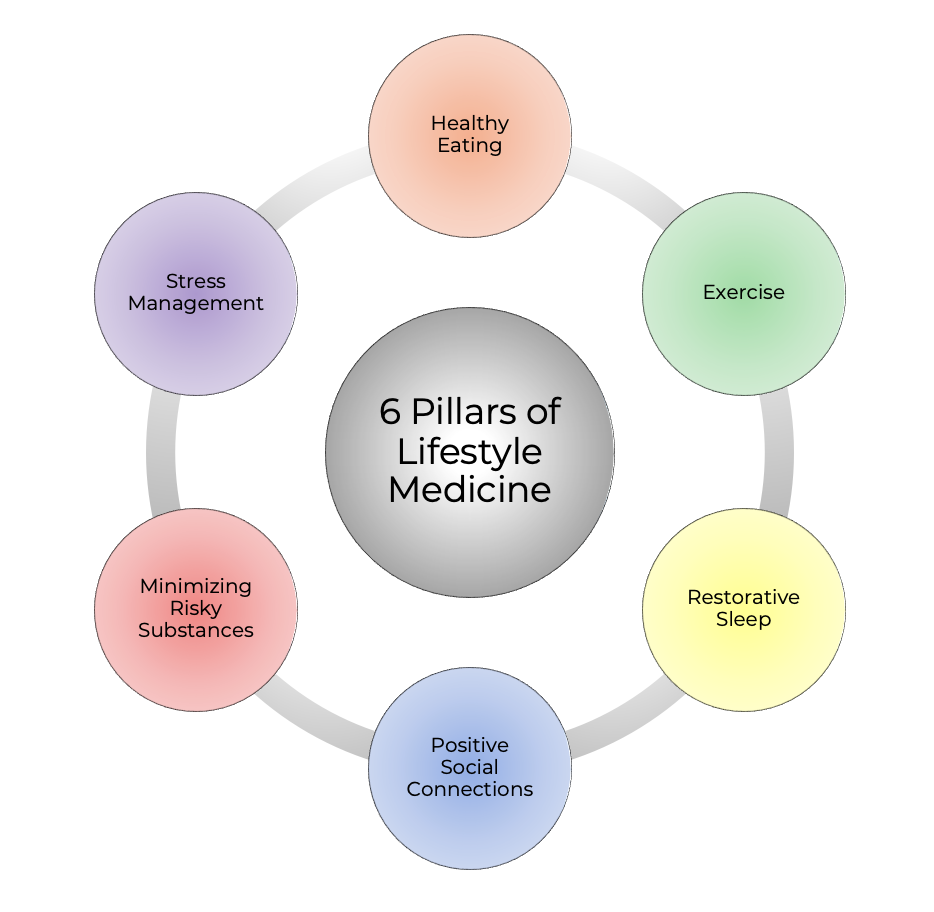 Healthy
Eating
Exercise
Stress
Management
6 Pillars of
Lifestyle
Medicine
Minimizing
Risky
Substances
Restorative
Sleep
Positive
Social
Connections